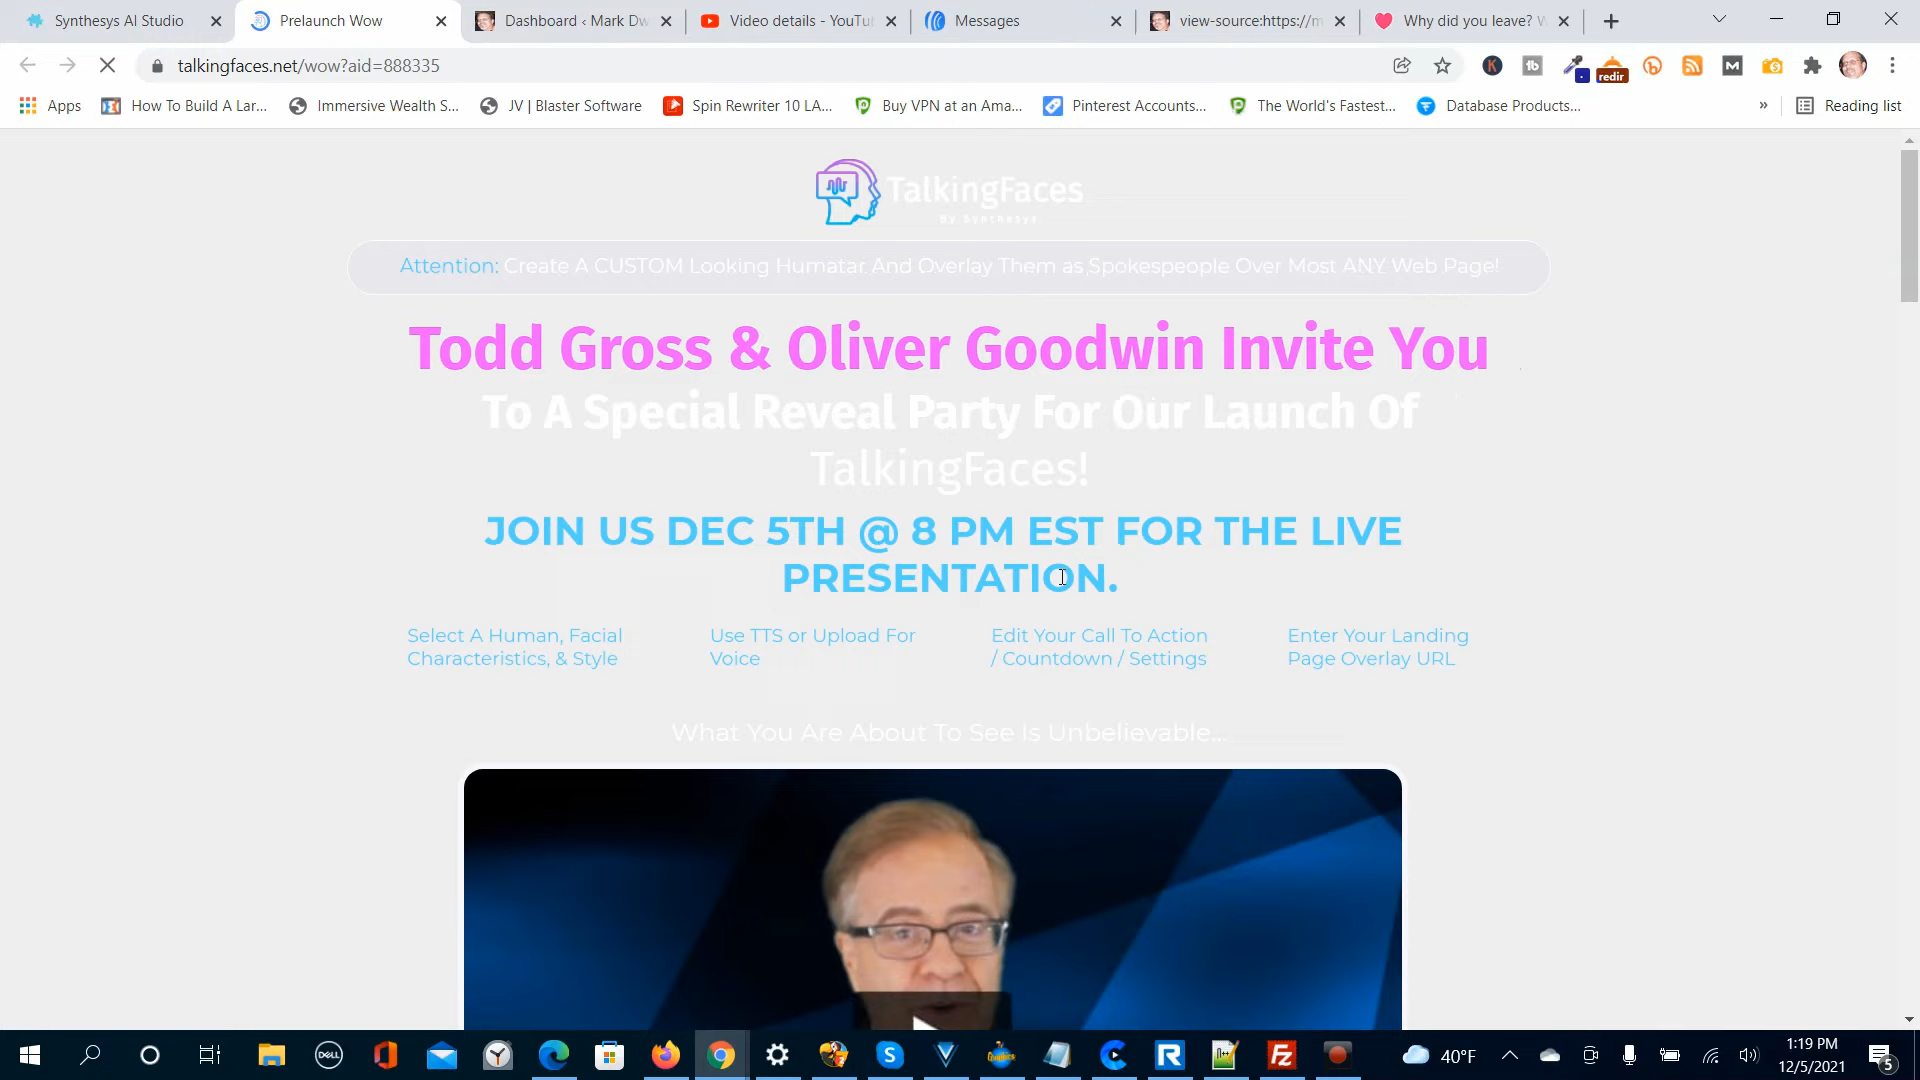 Synthesys AI Studio
Prelaunch Wow
Dashboard ‹ Mark Dw
Video details - YouTu
Messages
view-source:https://m
Why did you leave? W
talkingfaces.net/wow?aid=888335
K
tb
redir
M
Apps
How To Build A Lar...
Immersive Wealth S...
JV | Blaster Software
Spin Rewriter 10 LA...
Buy VPN at an Ama...
Pinterest Accounts...
The World's Fastest...
Database Products...
»
Reading list
TalkingFaces
By Synthesys
Attention: Create A CUSTOM Looking Humatar And Overlay Them as Spokespeople Over Most ANY Web Page!
Todd Gross & Oliver Goodwin Invite You
To A Special Reveal Party For Our Launch Of
TalkingFaces!
JOIN US DEC 5TH @ 8 PM EST FOR THE LIVE
PRESENTATION.
Select A Human, Facial
Characteristics, & Style
Use TTS or Upload For
Voice
Edit Your Call To Action
/ Countdown / Settings
Enter Your Landing
Page Overlay URL
What You Are About To See Is Unbelievable...
DELL
40°F
1:19 PM
12/5/2021
5